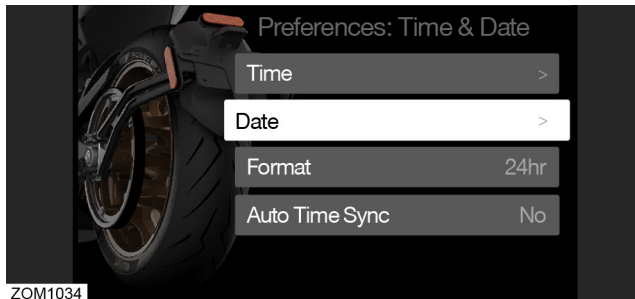 Preferences: Time & Date
Time >
Date >
Format 24hr
Auto Time Sync No
ZOM1034